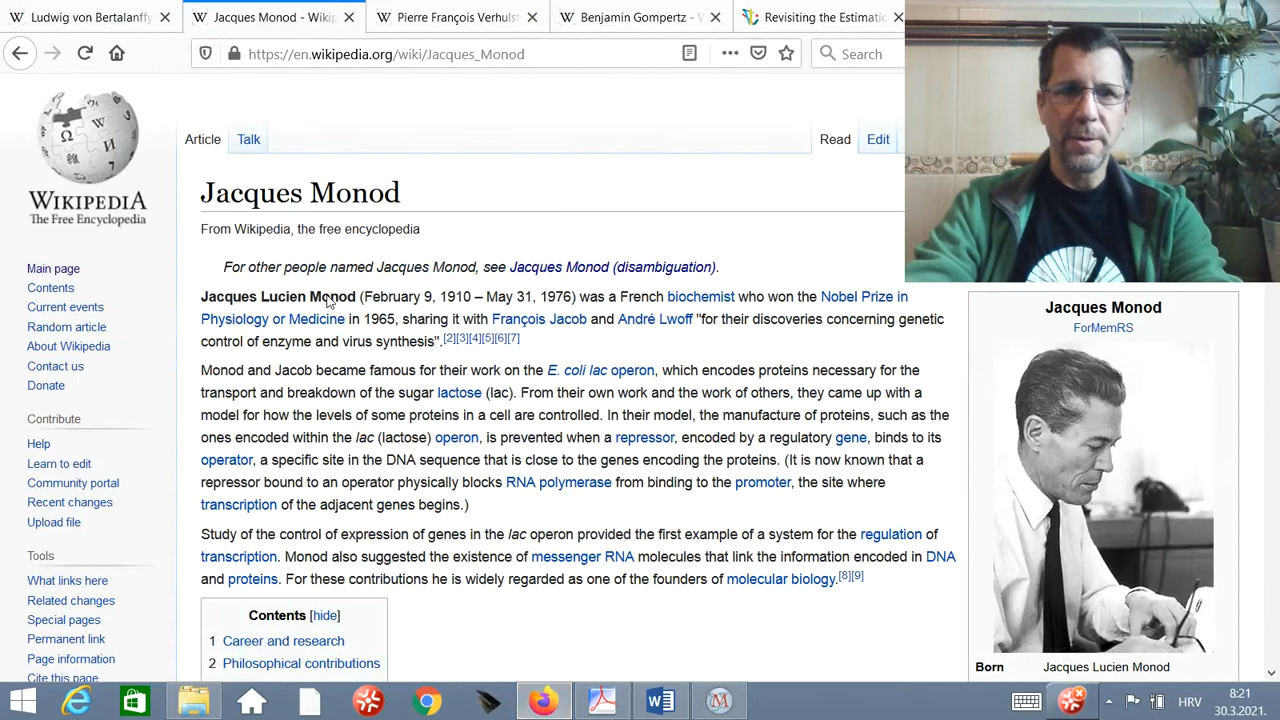 Ludwig von Bertalanffy
Jacques Monod - Wikip
Pierre François Verhulst
Benjamin Gompertz - W
Revisiting the Estimatio
https://en.wikipedia.org/wiki/Jacques_Monod
Search
WIKIPEDIA
The Free Encyclopedia
Main page
Contents
Current events
Random article
About Wikipedia
Contact us
Donate
Contribute
Help
Learn to edit
Community portal
Recent changes
Upload file
Tools
What links here
Related changes
Special pages
Permanent link
Page information
Cite this page
Article
Talk
Read
Edit
Jacques Monod
From Wikipedia, the free encyclopedia
For other people named Jacques Monod, see Jacques Monod (disambiguation).
Jacques Lucien Monod (February 9, 1910 – May 31, 1976) was a French biochemist who won the Nobel Prize in
Physiology or Medicine in 1965, sharing it with François Jacob and André Lwoff "for their discoveries concerning genetic
control of enzyme and virus synthesis".[2][3][4][5][6][7]
Monod and Jacob became famous for their work on the E. coli lac operon, which encodes proteins necessary for the
transport and breakdown of the sugar lactose (lac). From their own work and the work of others, they came up with a
model for how the levels of some proteins in a cell are controlled. In their model, the manufacture of proteins, such as the
ones encoded within the lac (lactose) operon, is prevented when a repressor, encoded by a regulatory gene, binds to its
operator, a specific site in the DNA sequence that is close to the genes encoding the proteins. (It is now known that a
repressor bound to an operator physically blocks RNA polymerase from binding to the promoter, the site where
transcription of the adjacent genes begins.)
Study of the control of expression of genes in the lac operon provided the first example of a system for the regulation of
transcription. Monod also suggested the existence of messenger RNA molecules that link the information encoded in DNA
and proteins. For these contributions he is widely regarded as one of the founders of molecular biology.[8][9]
Contents [hide]
1 Career and research
2 Philosophical contributions
Jacques Monod
ForMemRS
Born Jacques Lucien Monod
HRV
8:21
30.3.2021.